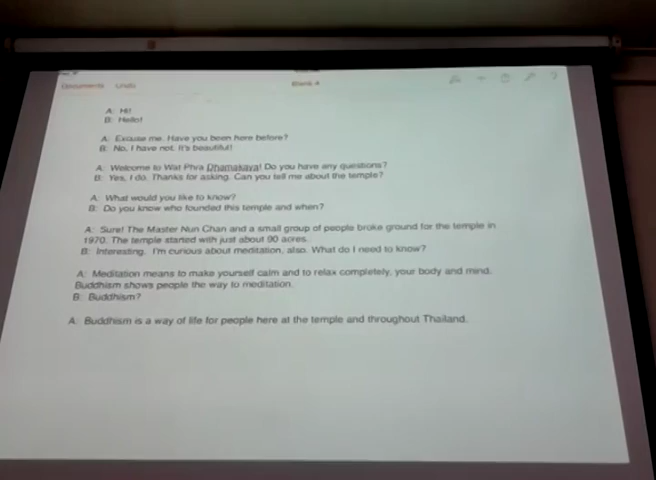 Documents Undo Blank 4
A: Hi!
B: Hello!
A: Excuse me. Have you been here before?
B: No, I have not. It's beautiful!
A: Welcome to Wat Phra Dhamakaya! Do you have any questions?
B: Yes, I do. Thanks for asking. Can you tell me about the temple?
A: What would you like to know?
B: Do you know who founded this temple and when?
A: Sure! The Master Nun Chan and a small group of people broke ground for the temple in
1970. The temple started with just about 90 acres.
B: Interesting. I'm curious about meditation, also. What do I need to know?
A: Meditation means to make yourself calm and to relax completely, your body and mind.
Buddhism shows people the way to meditation.
B: Buddhism?
A: Buddhism is a way of life for people here at the temple and throughout Thailand.